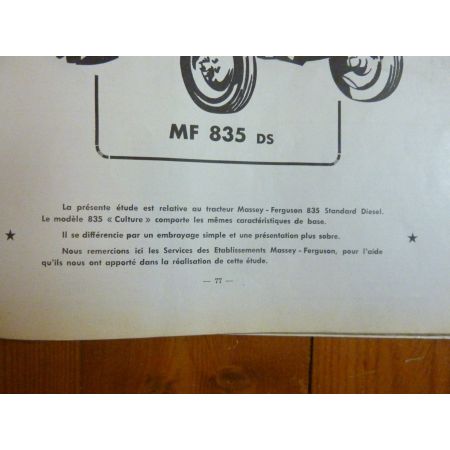 MF 835 DS
La présente étude est relative au tracteur Massey-Ferguson 835 Standard Diesel.
Le modèle 835 « Culture » comporte les mêmes caractéristiques de base.
Il se différencie par un embroyage simple et une présentation plus sobre.
Nous remercions ici les Services des Etablissements Massey-Ferguson, pour l'aide
qu'ils nous ont apporté dans la réalisation de cette étude.
— 77 —